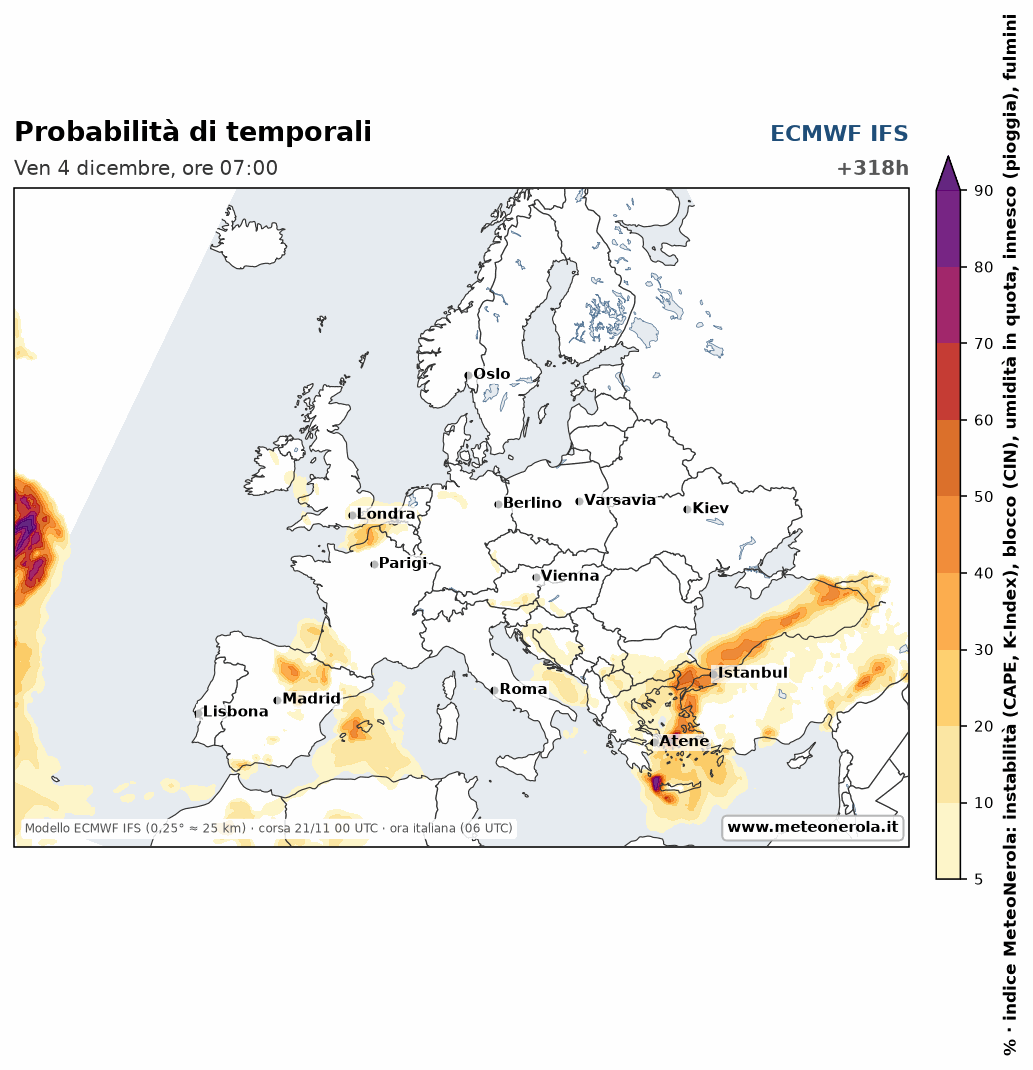 Probabilità di temporali
ECMWF IFS
Ven 4 dicembre, ore 07:00
+318h
Oslo
Londra
Berlino
Varsavia
Kiev
Parigi
Vienna
Istanbul
Roma
Madrid
Lisbona
Atene
Modello ECMWF IFS (0,25° ≈ 25 km) · corsa 21/11 00 UTC · ora italiana (06 UTC)
www.meteonerola.it
90
80
70
60
50
40
30
20
10
5
% · indice MeteoNerola: instabilità (CAPE, K-Index), blocco (CIN), umidità in quota, innesco (pioggia), fulmini